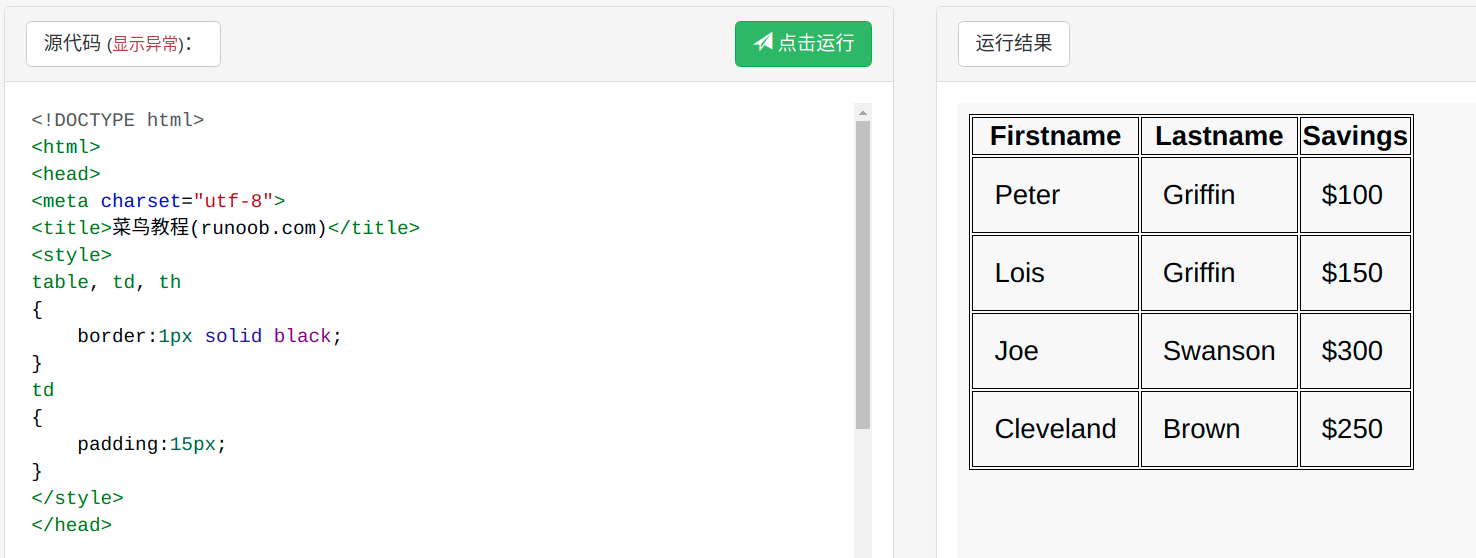 源代码 (显示异常)：
点击运行
<!DOCTYPE html>
<html>
<head>
<meta charset="utf-8">
<title>菜鸟教程(runoob.com)</title>
<style>
table, td, th
{
    border:1px solid black;
}
td
{
    padding:15px;
}
</style>
</head>
运行结果
Firstname Lastname Savings
Peter Griffin $100
Lois Griffin $150
Joe Swanson $300
Cleveland Brown $250